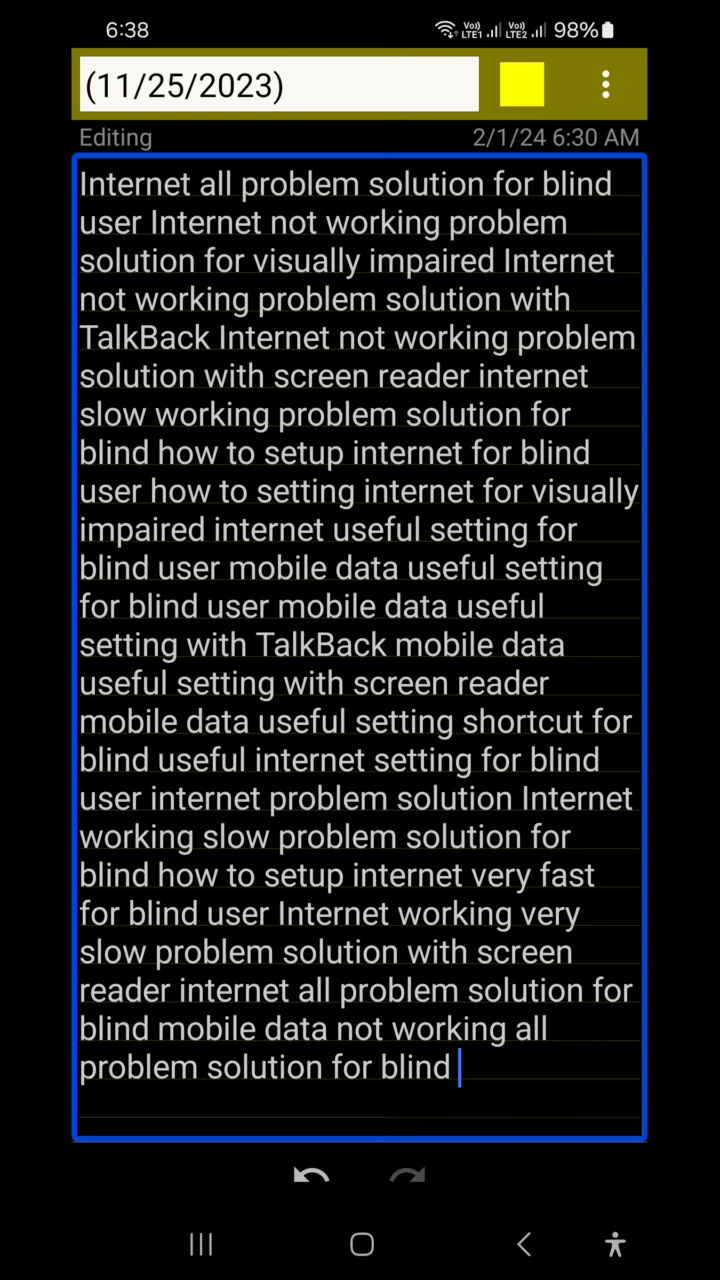 6:38
Vo) LTE1 Vo) LTE2 98%
(11/25/2023)
Editing 2/1/24 6:30 AM
Internet all problem solution for blind
user Internet not working problem
solution for visually impaired Internet
not working problem solution with
TalkBack Internet not working problem
solution with screen reader internet
slow working problem solution for
blind how to setup internet for blind
user how to setting internet for visually
impaired internet useful setting for
blind user mobile data useful setting
for blind user mobile data useful
setting with TalkBack mobile data
useful setting with screen reader
mobile data useful setting shortcut for
blind useful internet setting for blind
user internet problem solution Internet
working slow problem solution for
blind how to setup internet very fast
for blind user Internet working very
slow problem solution with screen
reader internet all problem solution for
blind mobile data not working all
problem solution for blind